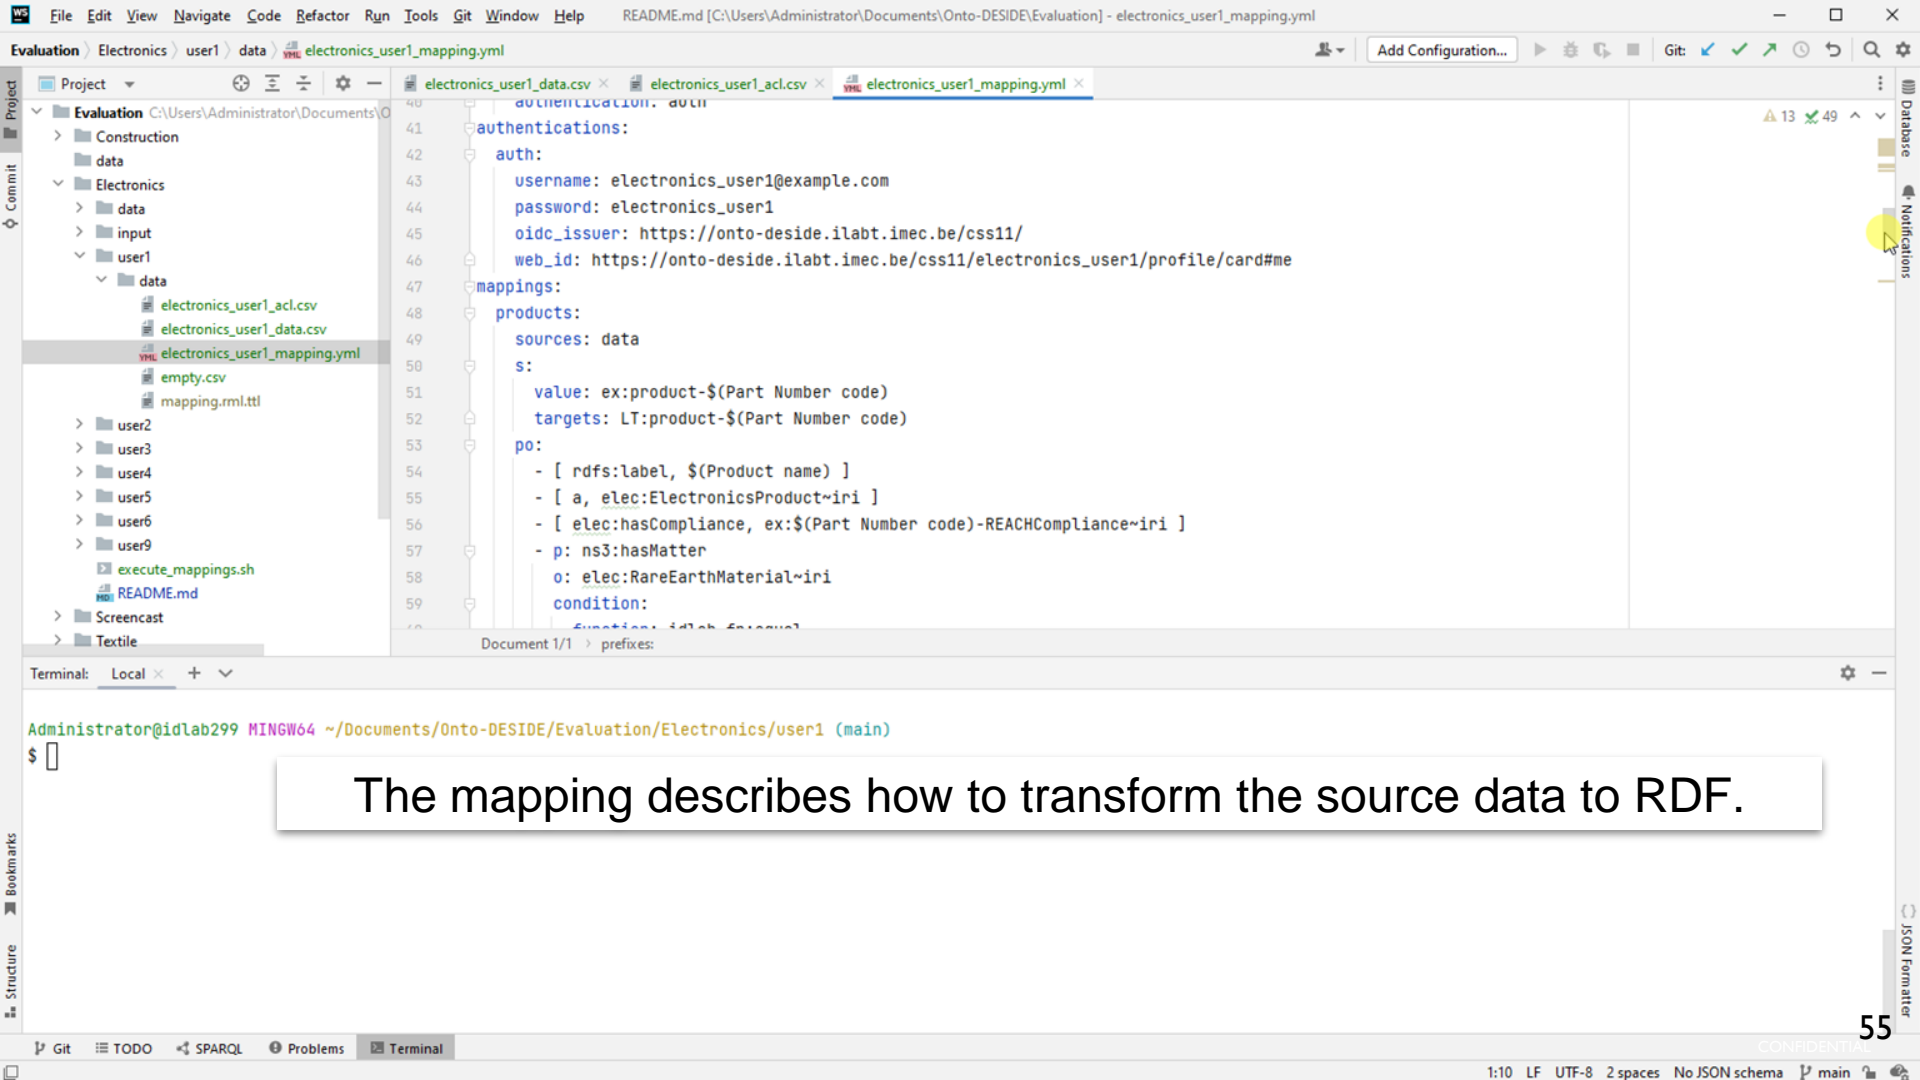 WS File Edit View Navigate Code Refactor Run Tools Git Window Help README.md [C:\Users\Administrator\Documents\Onto-DESIDE\Evaluation] - electronics_user1_mapping.yml
Evaluation Electronics user1 data electronics_user1_mapping.yml Add Configuration... Git:
Project
electronics_user1_data.csv electronics_user1_acl.csv electronics_user1_mapping.yml
Project
Commit
Bookmarks
Structure
Evaluation C:\Users\Administrator\Documents\O
Construction
data
Electronics
data
input
user1
data
electronics_user1_acl.csv
electronics_user1_data.csv
electronics_user1_mapping.yml
empty.csv
mapping.rml.ttl
user2
user3
user4
user5
user6
user9
execute_mappings.sh
README.md
Screencast
Textile
13 49
40 authentication: auth
41 authentications:
42 auth:
43 username: electronics_user1@example.com
44 password: electronics_user1
45 oidc_issuer: https://onto-deside.ilabt.imec.be/css11/
46 web_id: https://onto-deside.ilabt.imec.be/css11/electronics_user1/profile/card#me
47 mappings:
48 products:
49 sources: data
50 s:
51 value: ex:product-$(Part Number code)
52 targets: LT:product-$(Part Number code)
53 po:
54 - [ rdfs:label, $(Product name) ]
55 - [ a, elec:ElectronicsProduct~iri ]
56 - [ elec:hasCompliance, ex:$(Part Number code)-REACHCompliance~iri ]
57 - p: ns3:hasMatter
58 o: elec:RareEarthMaterial~iri
59 condition:
function: idlab-fn:equal
Document 1/1 prefixes:
Database
Notifications
JSON Formatter
Terminal: Local
Administrator@idlab299 MINGW64 ~/Documents/Onto-DESIDE/Evaluation/Electronics/user1 (main)
$
The mapping describes how to transform the source data to RDF.
55
CONFIDENTIAL
Git TODO SPARQL Problems Terminal
1:10 LF UTF-8 2 spaces No JSON schema main